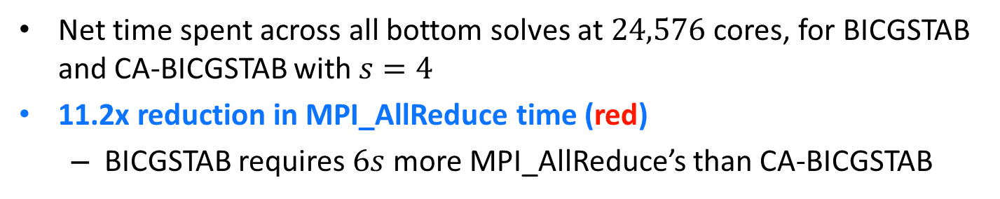 • Net time spent across all bottom solves at 24,576 cores, for BICGSTAB
and CA-BICGSTAB with s = 4
• 11.2x reduction in MPI_AllReduce time (red)
– BICGSTAB requires 6s more MPI_AllReduce’s than CA-BICGSTAB